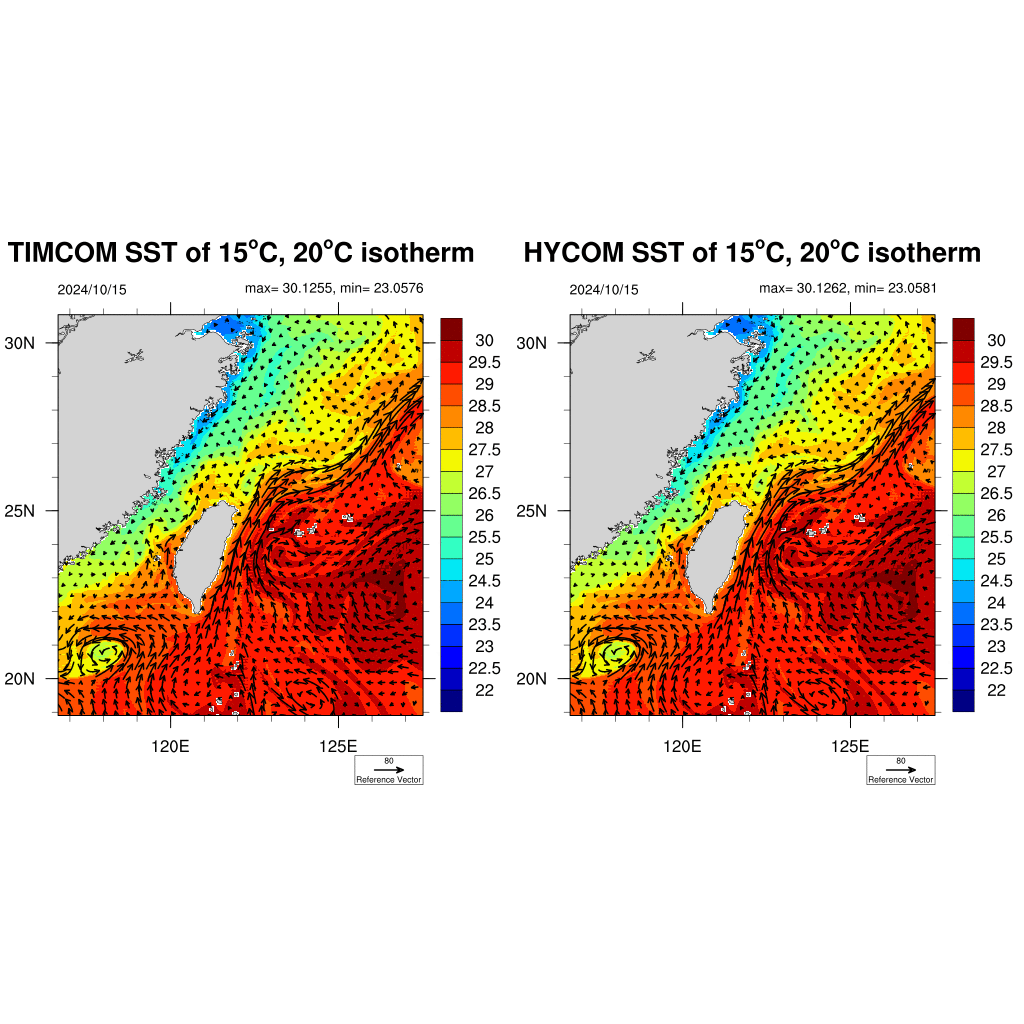 TIMCOM SST of 15°C, 20°C isotherm
2024/10/15
max= 30.1255, min= 23.0576
30N
25N
20N
120E
125E
30
29.5
29
28.5
28
27.5
27
26.5
26
25.5
25
24.5
24
23.5
23
22.5
22
80
Reference Vector
HYCOM SST of 15°C, 20°C isotherm
2024/10/15
max= 30.1262, min= 23.0581
30N
25N
20N
120E
125E
30
29.5
29
28.5
28
27.5
27
26.5
26
25.5
25
24.5
24
23.5
23
22.5
22
80
Reference Vector